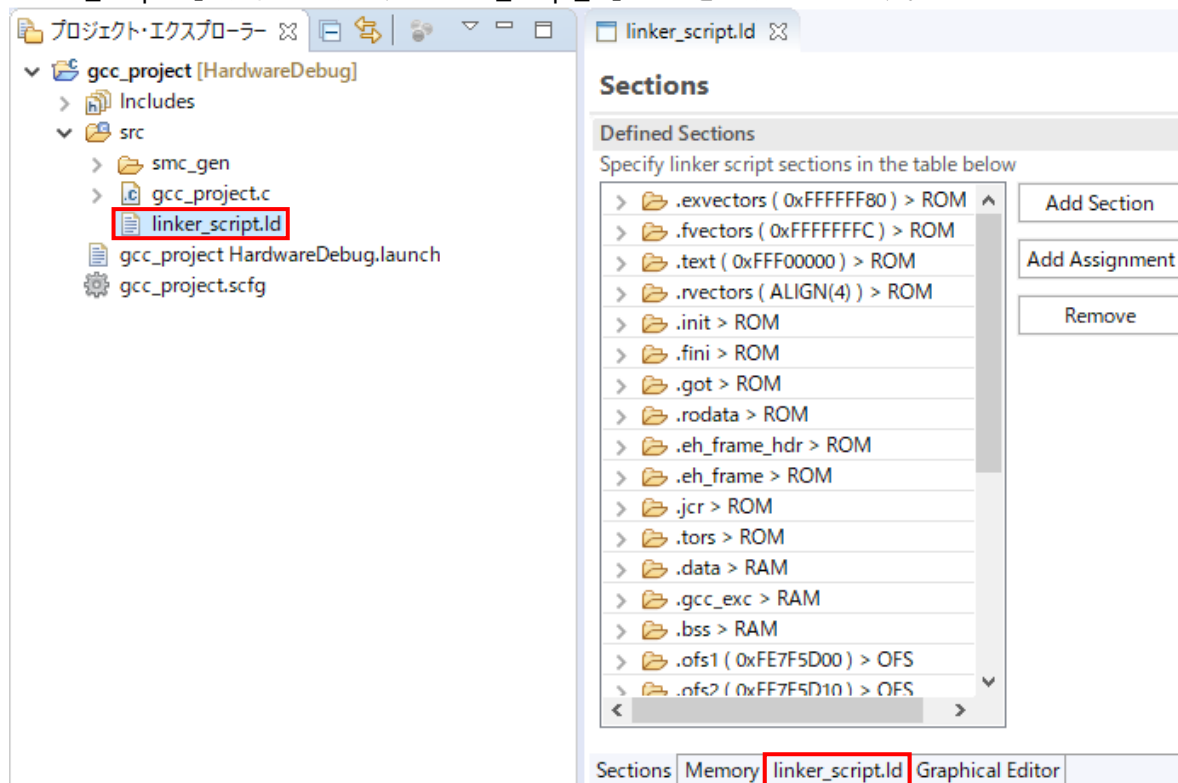 プロジェクト・エクスプローラー
gcc_project [HardwareDebug]
Includes
src
smc_gen
gcc_project.c
linker_script.ld
gcc_project HardwareDebug.launch
gcc_project.scfg
linker_script.ld
Sections
Defined Sections
Specify linker script sections in the table below
.exvectors ( 0xFFFFFF80 ) > ROM
.fvectors ( 0xFFFFFFFC ) > ROM
.text ( 0xFFF00000 ) > ROM
.rvectors ( ALIGN(4) ) > ROM
.init > ROM
.fini > ROM
.got > ROM
.rodata > ROM
.eh_frame_hdr > ROM
.eh_frame > ROM
.jcr > ROM
.tors > ROM
.data > RAM
.gcc_exc > RAM
.bss > RAM
.ofs1 ( 0xFE7F5D00 ) > OFS
.ofs2 ( 0xFE7F5D10 ) > OFS
Add Section
Add Assignment
Remove
Sections
Memory
linker_script.ld
Graphical Editor